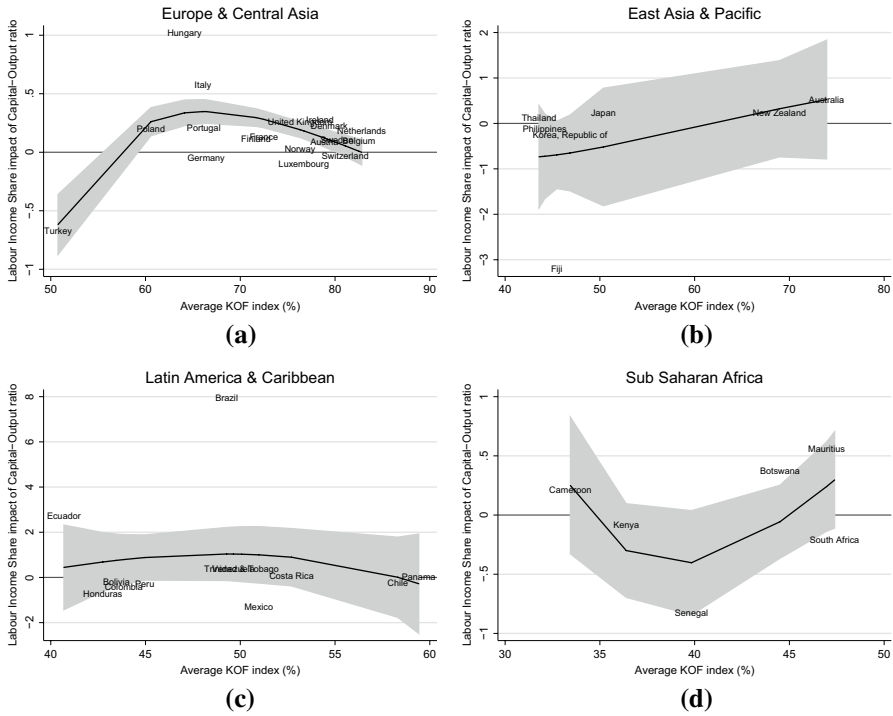 Europe & Central Asia
Labour Income Share impact of Capital−Output ratio
1
.5
0
−.5
−1
Hungary
Italy
Poland
Portugal
Germany
Finland
France
United Kingdom
Ireland
Denmark
Netherlands
Sweden
Austria
Belgium
Norway
Switzerland
Luxembourg
Turkey
50 60 70 80 90
Average KOF index (%)
(a)
East Asia & Pacific
Labour Income Share impact of Capital−Output ratio
2
1
0
−1
−2
−3
Thailand
Philippines
Korea, Republic of
Japan
New Zealand
Australia
Fiji
40 50 60 70 80
Average KOF index (%)
(b)
Latin America & Caribbean
Labour Income Share impact of Capital−Output ratio
8
6
4
2
0
−2
Brazil
Ecuador
Bolivia
Colombia
Peru
Honduras
Trinidad & Tobago
Venezuela
Costa Rica
Mexico
Chile
Panama
40 45 50 55 60
Average KOF index (%)
(c)
Sub Saharan Africa
Labour Income Share impact of Capital−Output ratio
1
.5
0
−.5
−1
Cameroon
Kenya
Senegal
Botswana
Mauritius
South Africa
30 35 40 45 50
Average KOF index (%)
(d)